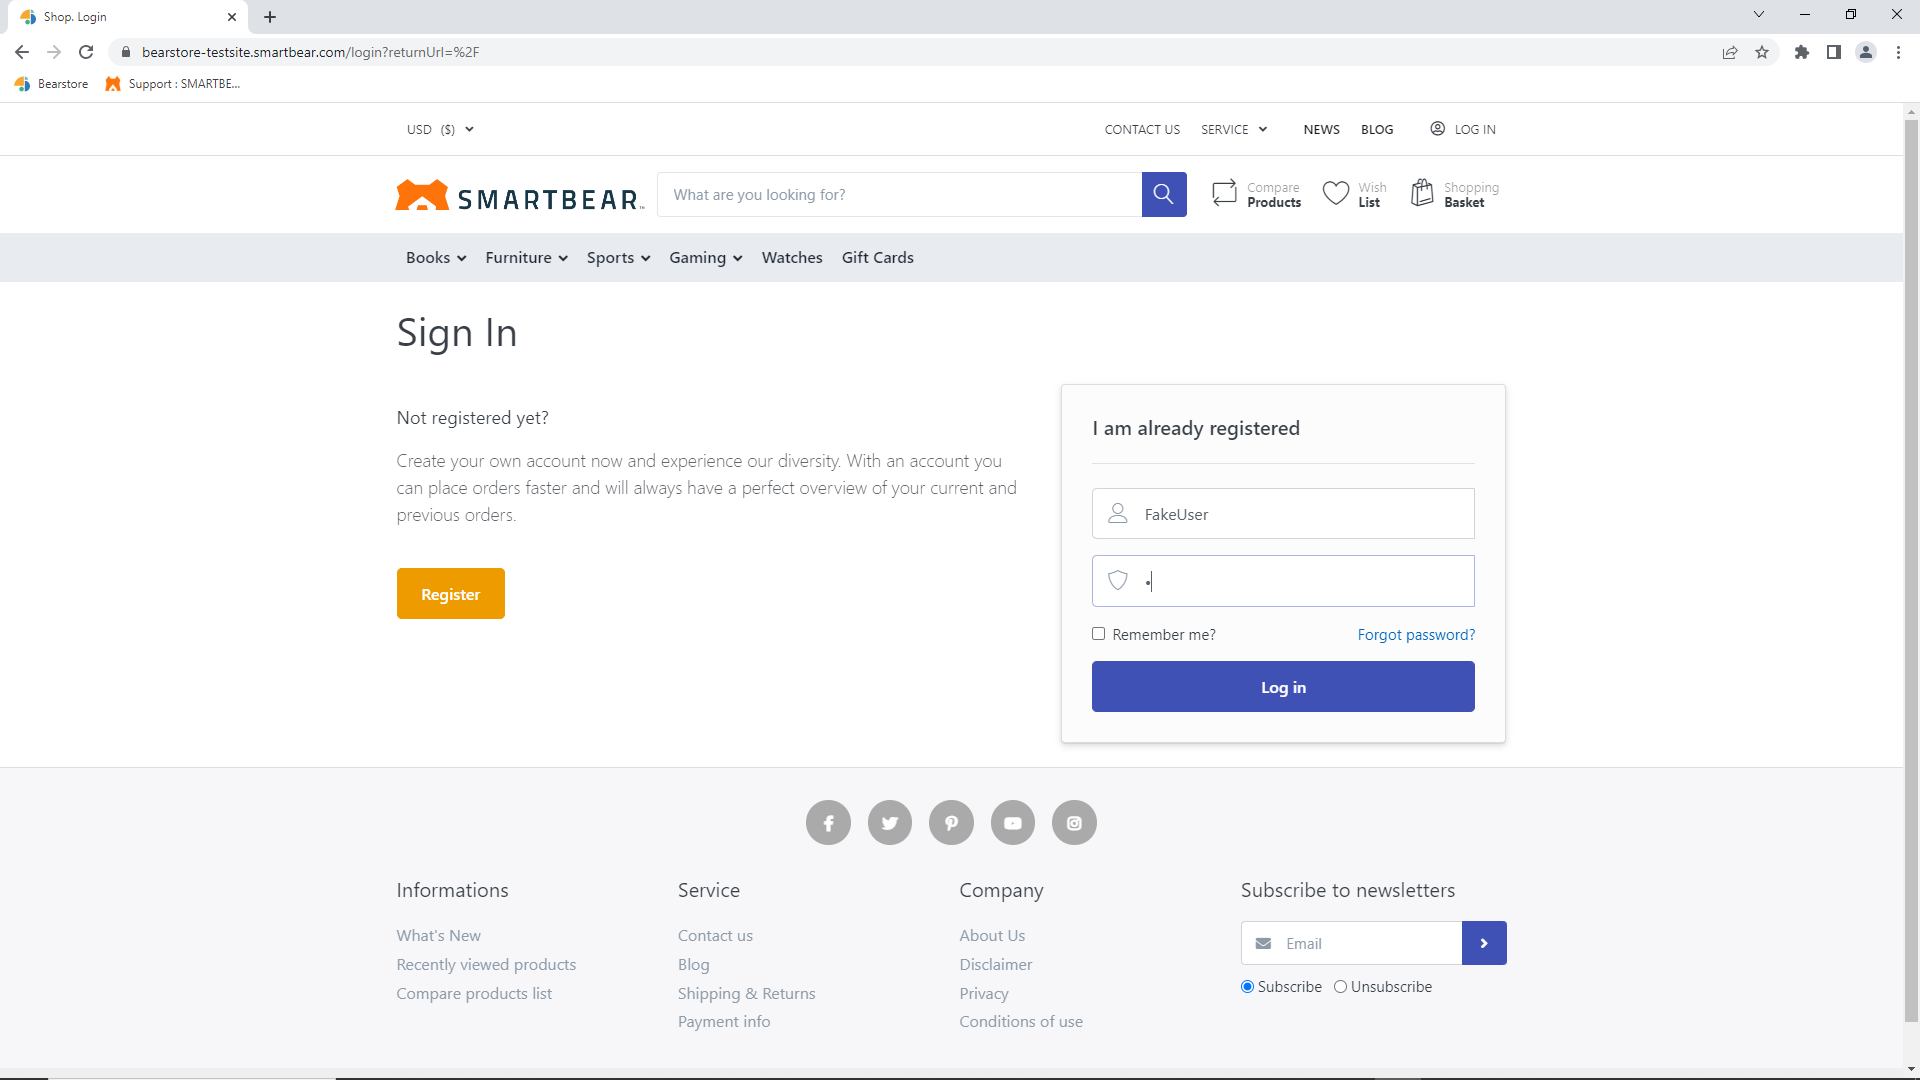 Shop. Login
bearstore-testsite.smartbear.com/login?returnUrl=%2F
Bearstore
Support : SMARTBE...
USD ($)
CONTACT US
SERVICE
NEWS
BLOG
LOG IN
SMARTBEAR
What are you looking for?
Compare
Products
Wish
List
Shopping
Basket
Books
Furniture
Sports
Gaming
Watches
Gift Cards
Sign In
Not registered yet?
Create your own account now and experience our diversity. With an account you
can place orders faster and will always have a perfect overview of your current and
previous orders.
Register
I am already registered
FakeUser
Remember me?
Forgot password?
Log in
Informations
What's New
Recently viewed products
Compare products list
Service
Contact us
Blog
Shipping & Returns
Payment info
Company
About Us
Disclaimer
Privacy
Conditions of use
Subscribe to newsletters
Email
Subscribe
Unsubscribe